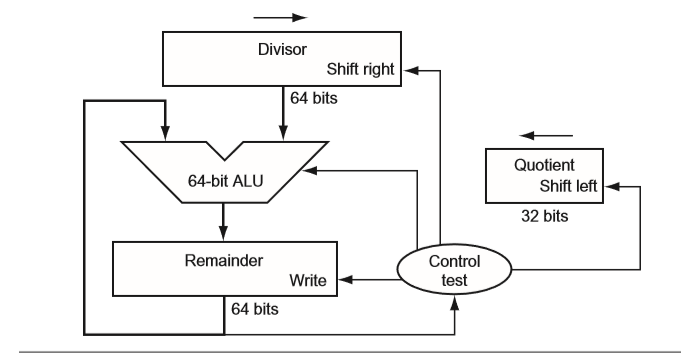 Divisor
Shift right
64 bits
64-bit ALU
Quotient
Shift left
32 bits
Remainder
Write
64 bits
Control
test